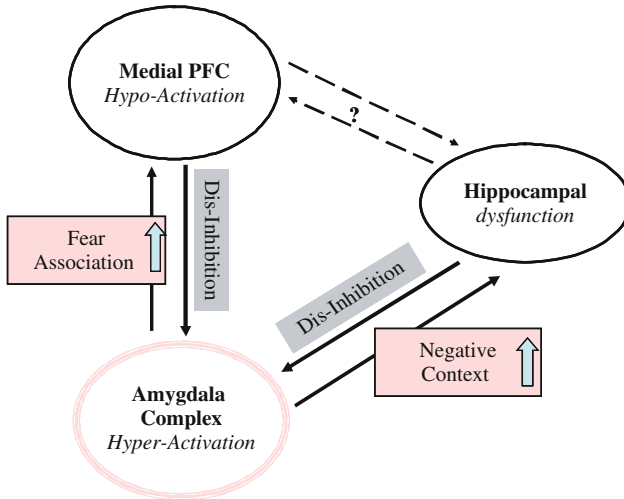 Medial PFC
Hypo-Activation
?
Hippocampal
dysfunction
Dis-Inhibition
Fear
Association
Dis-Inhibition
Negative
Context
Amygdala
Complex
Hyper-Activation